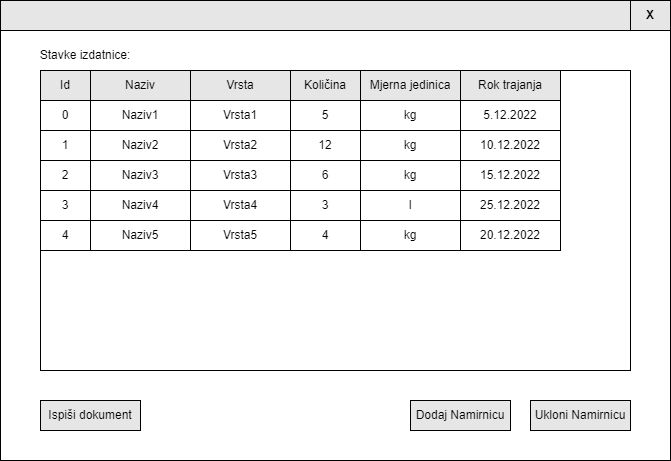 X
Stavke izdatnice:
Id Naziv Vrsta Količina Mjerna jedinica Rok trajanja
0 Naziv1 Vrsta1 5 kg 5.12.2022
1 Naziv2 Vrsta2 12 kg 10.12.2022
2 Naziv3 Vrsta3 6 kg 15.12.2022
3 Naziv4 Vrsta4 3 l 25.12.2022
4 Naziv5 Vrsta5 4 kg 20.12.2022
Ispiši dokument Dodaj Namirnicu Ukloni Namirnicu